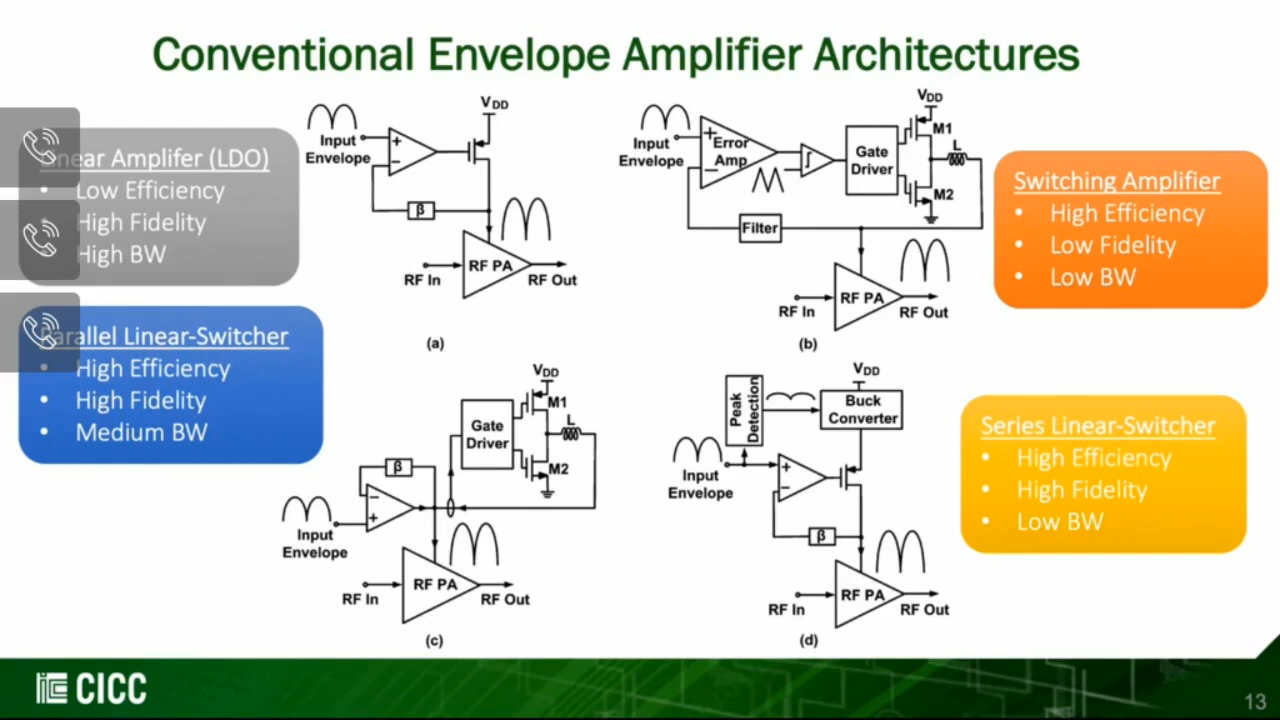 Conventional Envelope Amplifier Architectures
near Amplifer (LDO)
• Low Efficiency
High Fidelity
High BW
Parallel Linear-Switcher
• High Efficiency
• High Fidelity
• Medium BW
Switching Amplifier
• High Efficiency
• Low Fidelity
• Low BW
Series Linear-Switcher
• High Efficiency
• High Fidelity
• Low BW
VDD
Input
Envelope
+
−
β
RF In
RF PA
RF Out
(a)
VDD
Input
Envelope
+
−
Error
Amp
Gate
Driver
M1
M2
L
Filter
RF In
RF PA
RF Out
(b)
VDD
Gate
Driver
M1
M2
L
β
−
+
Input
Envelope
RF In
RF PA
RF Out
(c)
Peak
Detection
VDD
Buck
Converter
Input
Envelope
+
−
β
RF In
RF PA
RF Out
(d)
CICC
13